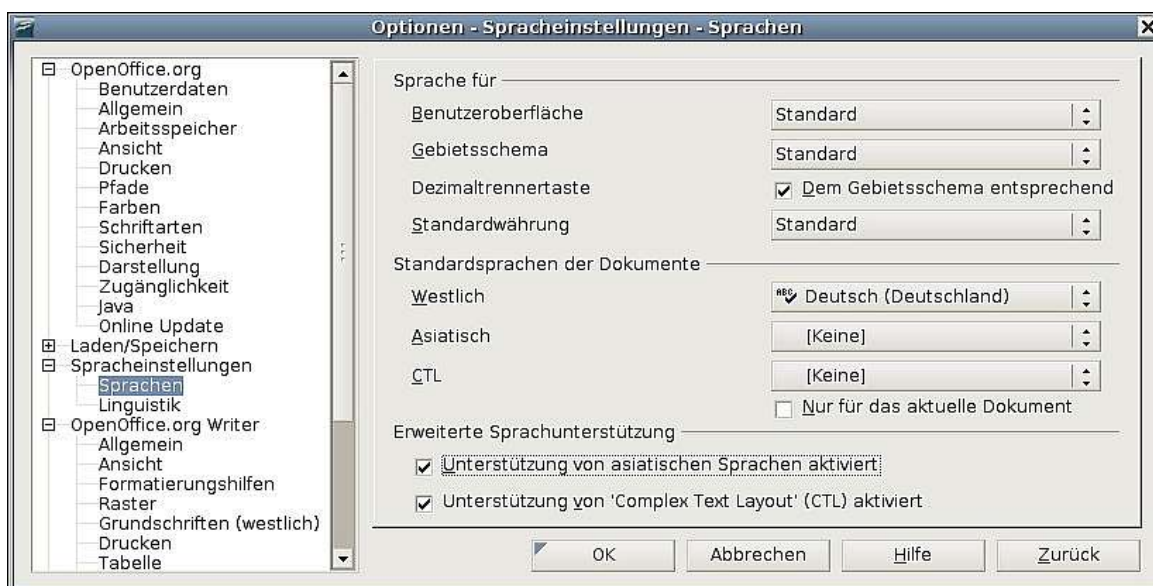 Optionen - Spracheinstellungen - Sprachen
OpenOffice.org
Benutzerdaten
Allgemein
Arbeitsspeicher
Ansicht
Drucken
Pfade
Farben
Schriftarten
Sicherheit
Darstellung
Zugänglichkeit
Java
Online Update
Laden/Speichern
Spracheinstellungen
Sprachen
Linguistik
OpenOffice.org Writer
Allgemein
Ansicht
Formatierungshilfen
Raster
Grundschriften (westlich)
Drucken
Tabelle
Sprache für
Benutzeroberfläche Standard
Gebietsschema Standard
Dezimaltrennertaste Dem Gebietsschema entsprechend
Standardwährung Standard
Standardsprachen der Dokumente
Westlich ABC Deutsch (Deutschland)
Asiatisch [Keine]
CTL [Keine]
Nur für das aktuelle Dokument
Erweiterte Sprachunterstützung
Unterstützung von asiatischen Sprachen aktiviert
Unterstützung von 'Complex Text Layout' (CTL) aktiviert
OK Abbrechen Hilfe Zurück